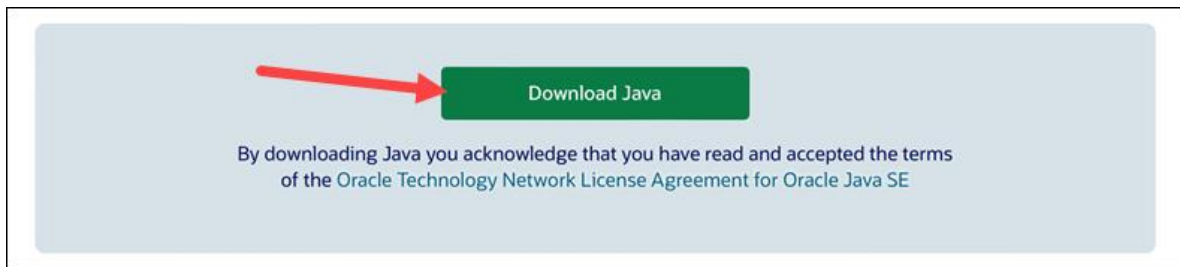 Download Java
By downloading Java you acknowledge that you have read and accepted the terms
of the Oracle Technology Network License Agreement for Oracle Java SE